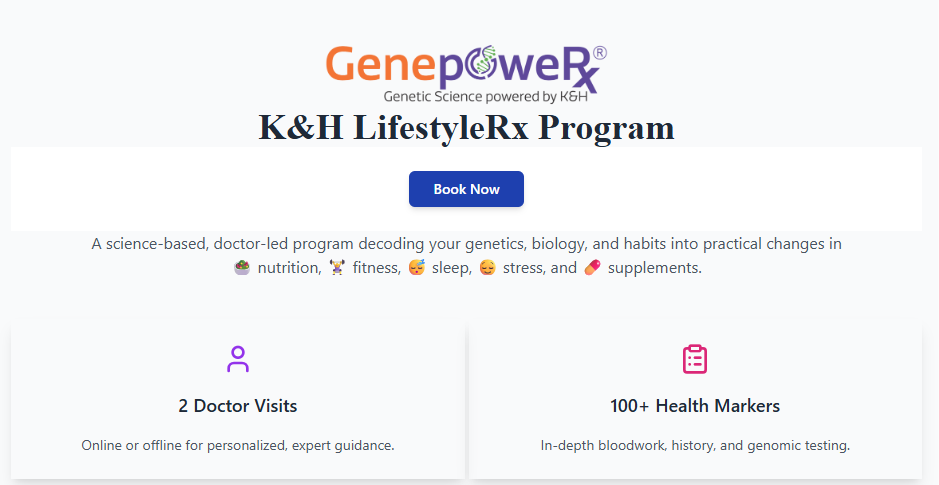 GenepoweRx®
Genetic Science powered by K&H
K&H LifestyleRx Program
Book Now
A science-based, doctor-led program decoding your genetics, biology, and habits into practical changes in
🥗 nutrition, 🏋️‍♀️ fitness, 😴 sleep, 😌 stress, and 💊 supplements.
2 Doctor Visits
Online or offline for personalized, expert guidance.
100+ Health Markers
In-depth bloodwork, history, and genomic testing.